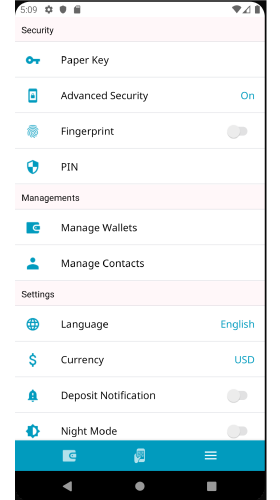 5:09
Security
Paper Key
Advanced Security On
Fingerprint
PIN
Managements
Manage Wallets
Manage Contacts
Settings
Language English
Currency USD
Deposit Notification
Night Mode